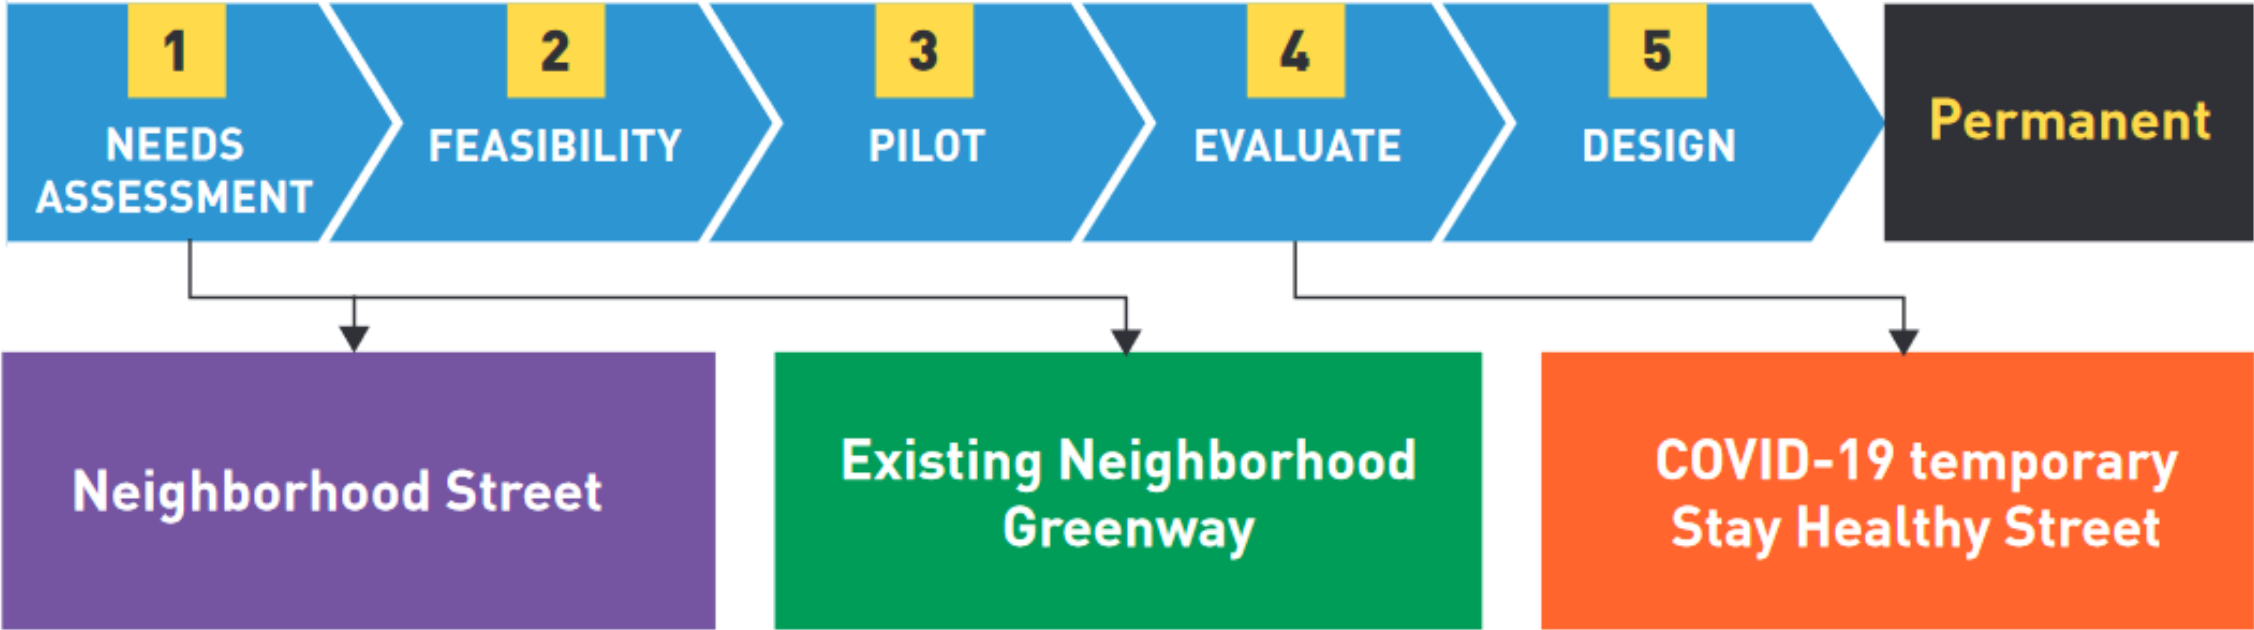 1
NEEDS
ASSESSMENT
2
FEASIBILITY
3
PILOT
4
EVALUATE
5
DESIGN
Permanent
Neighborhood Street
Existing Neighborhood
Greenway
COVID-19 temporary
Stay Healthy Street